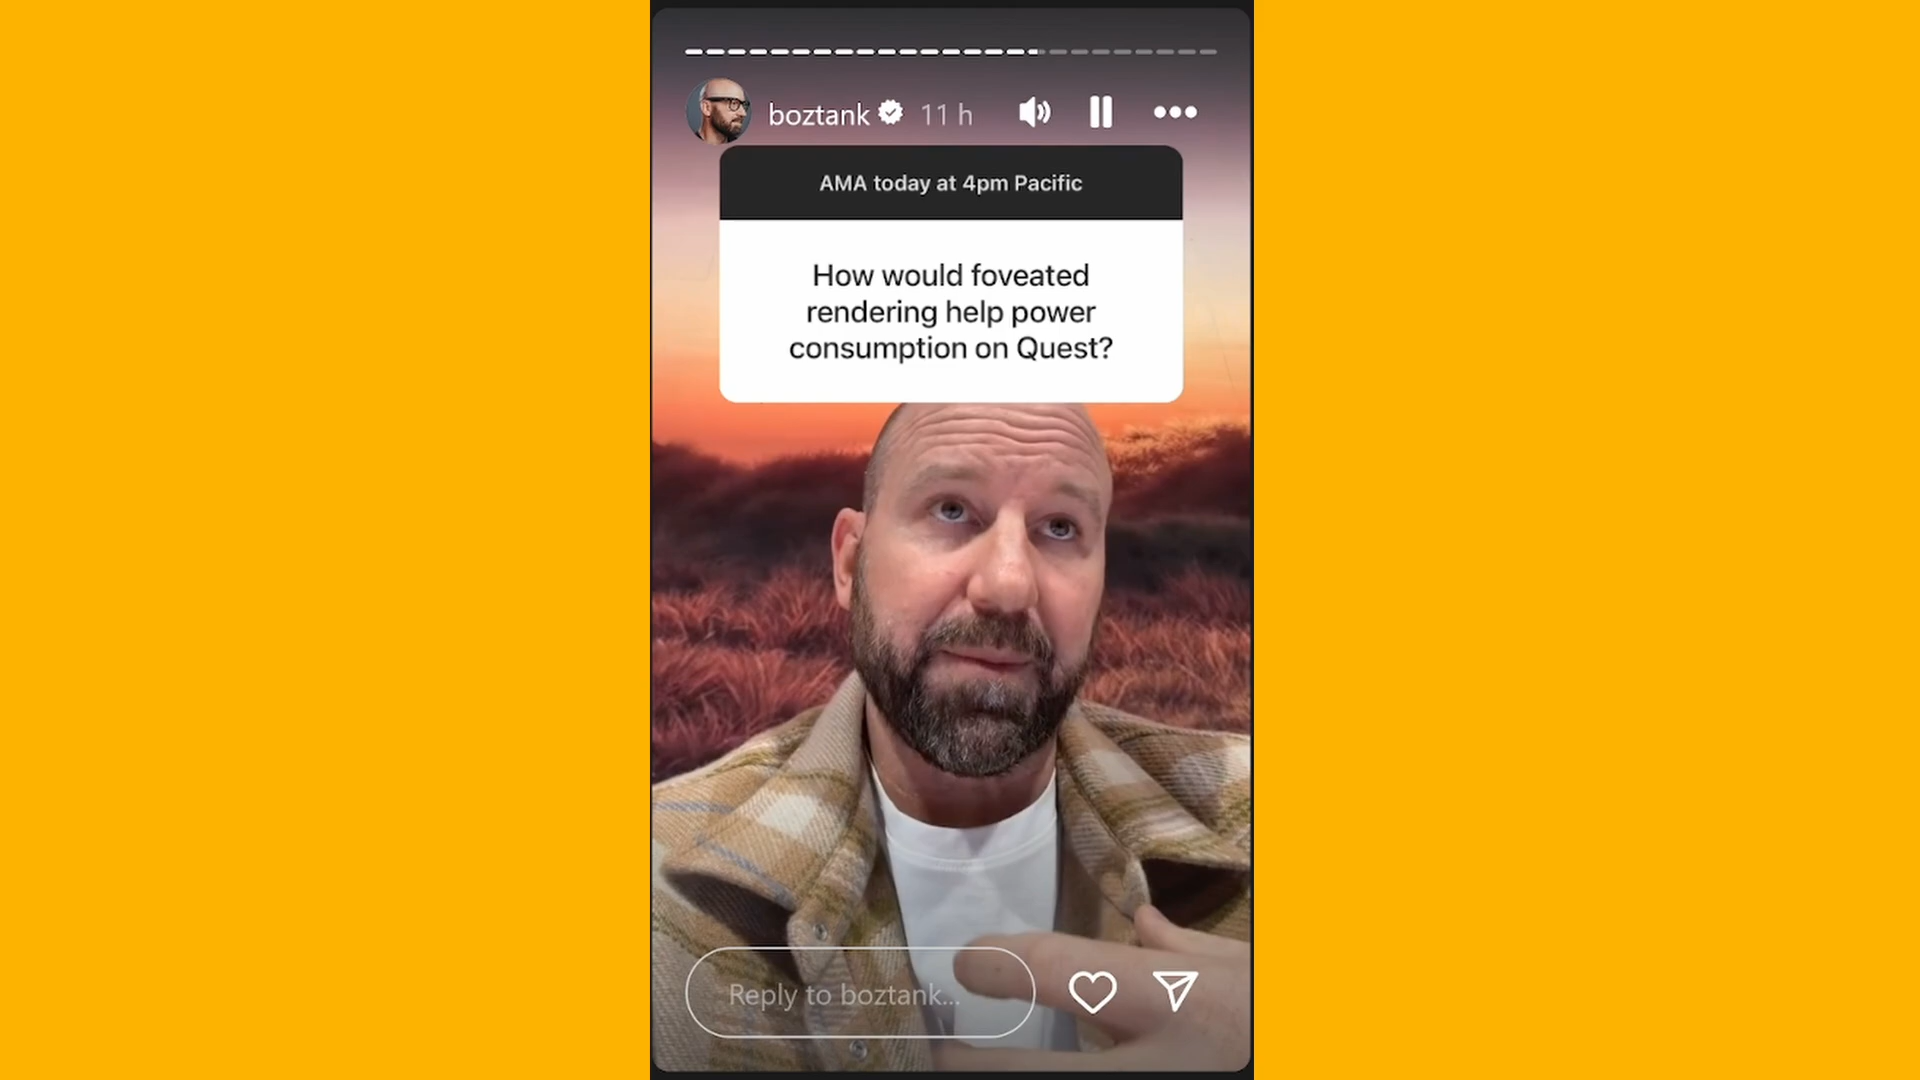 boztank 11 h
AMA today at 4pm Pacific
How would foveated
rendering help power
consumption on Quest?
Reply to boztank...